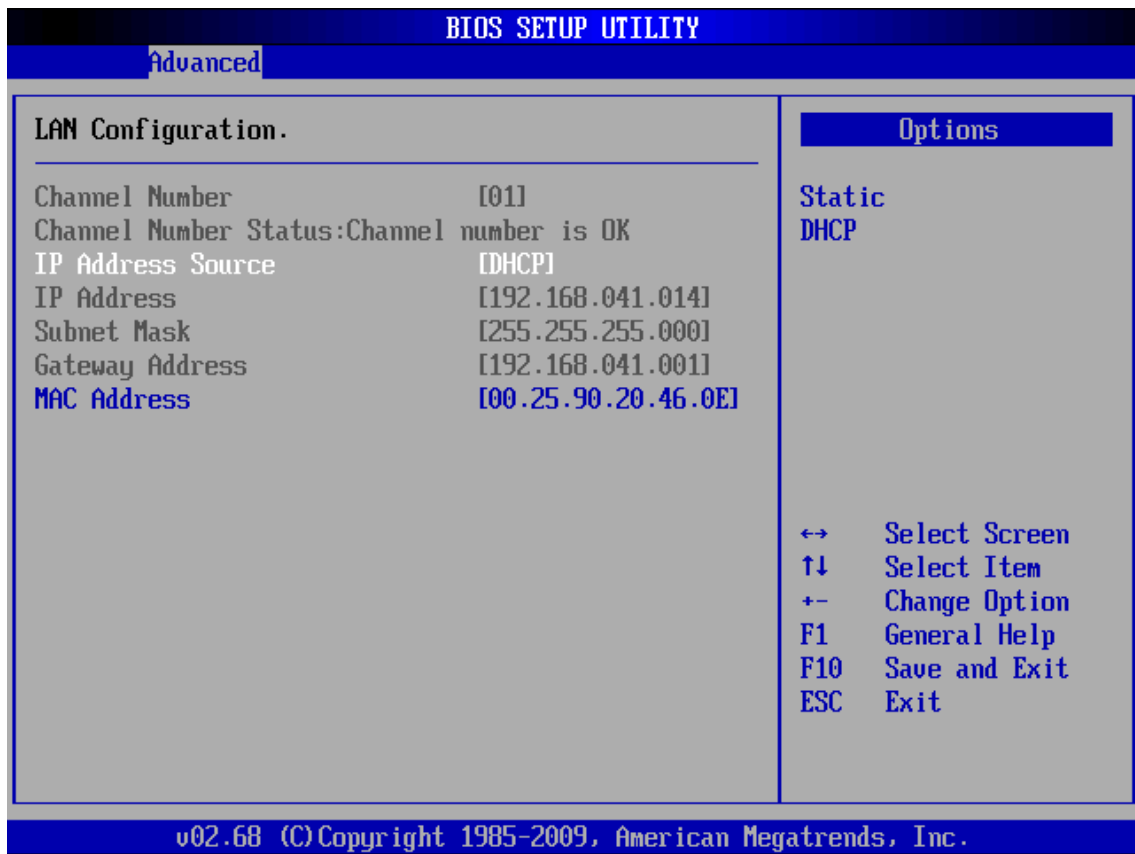 BIOS SETUP UTILITY
Advanced
LAN Configuration.
Channel Number [01]
Channel Number Status:Channel number is OK
IP Address Source [DHCP]
IP Address [192.168.041.014]
Subnet Mask [255.255.255.000]
Gateway Address [192.168.041.001]
MAC Address [00.25.90.20.46.0E]
Options
Static
DHCP
←→ Select Screen
↑↓ Select Item
+- Change Option
F1 General Help
F10 Save and Exit
ESC Exit
v02.68 (C)Copyright 1985-2009, American Megatrends, Inc.